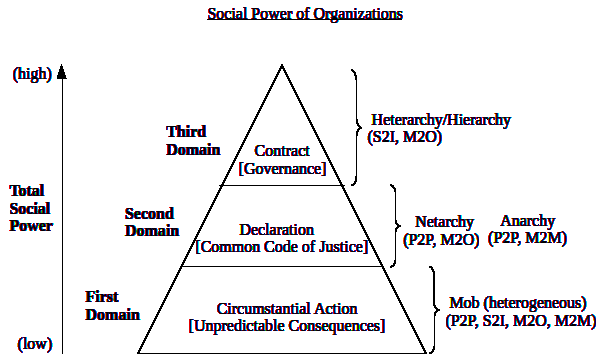 Social Power of Organizations
(high)
Heterarchy/Hierarchy
(S2I, M2O)
Third
Domain
Contract
[Governance]
Total
Social
Power
Second
Domain
Declaration
[Common Code of Justice]
Netarchy
(P2P, M2O)
Anarchy
(P2P, M2M)
First
Domain
Circumstantial Action
[Unpredictable Consequences]
Mob (heterogeneous)
(P2P, S2I, M2O, M2M)
(low)